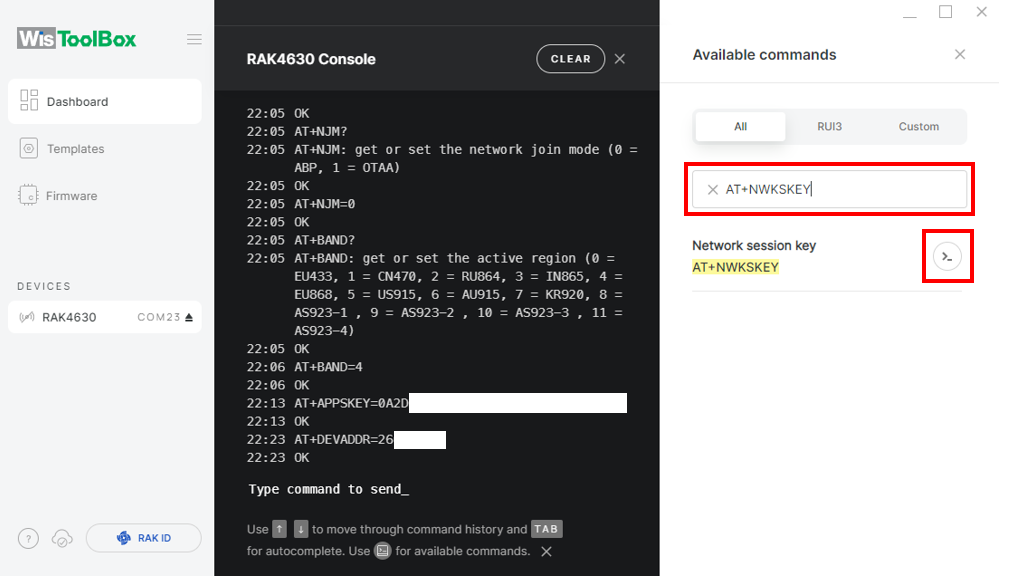 WisToolBox
Dashboard
Templates
Firmware
DEVICES
RAK4630 COM23
? RAK ID
RAK4630 Console CLEAR
22:05 OK
22:05 AT+NJM?
22:05 AT+NJM: get or set the network join mode (0 =
ABP, 1 = OTAA)
22:05 OK
22:05 AT+NJM=0
22:05 OK
22:05 AT+BAND?
22:05 AT+BAND: get or set the active region (0 =
EU433, 1 = CN470, 2 = RU864, 3 = IN865, 4 =
EU868, 5 = US915, 6 = AU915, 7 = KR920, 8 =
AS923-1 , 9 = AS923-2 , 10 = AS923-3 , 11 =
AS923-4)
22:05 OK
22:06 AT+BAND=4
22:06 OK
22:13 AT+APPSKEY=0A2D
22:13 OK
22:23 AT+DEVADDR=26
22:23 OK
Type command to send_
Use ↑ ↓ to move through command history and TAB
for autocomplete. Use for available commands.
Available commands
All RUI3 Custom
AT+NWKSKEY
Network session key
AT+NWKSKEY